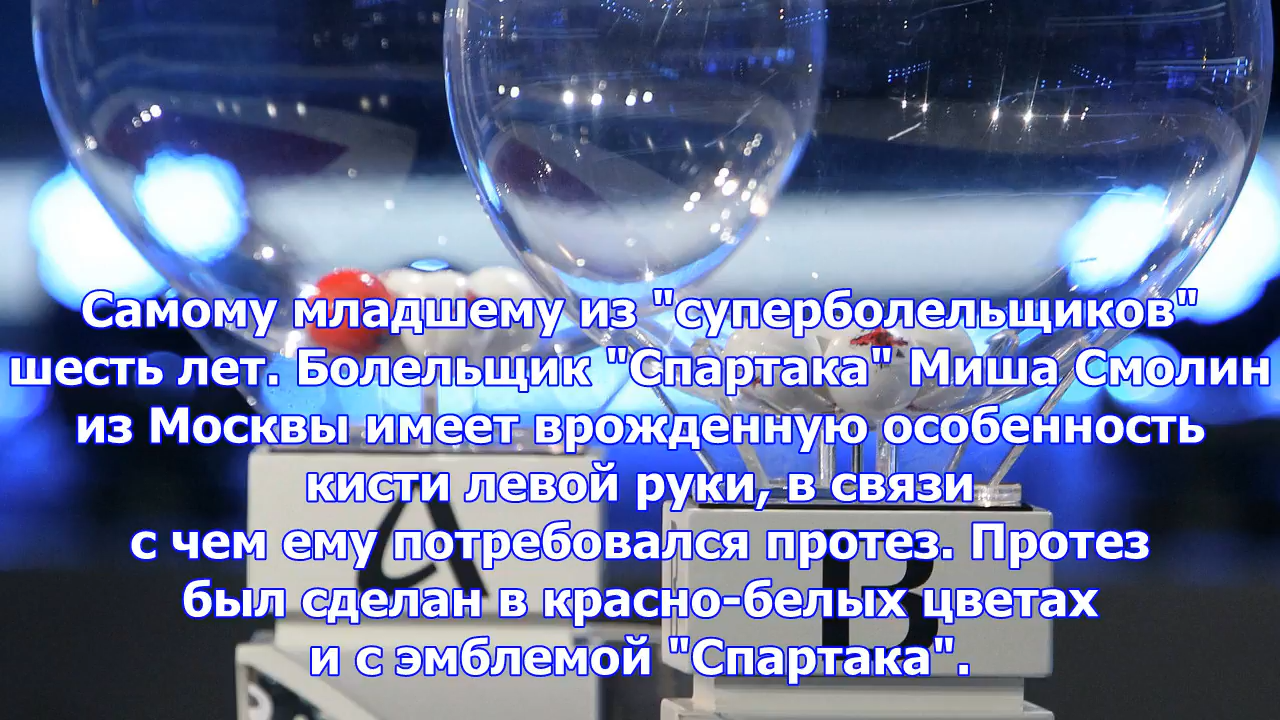 Самому младшему из "суперболельщиков"
шесть лет. Болельщик "Спартака" Миша Смолин
из Москвы имеет врожденную особенность
кисти левой руки, в связи
с чем ему потребовался протез. Протез
был сделан в красно-белых цветах
и с эмблемой "Спартака".
A
B